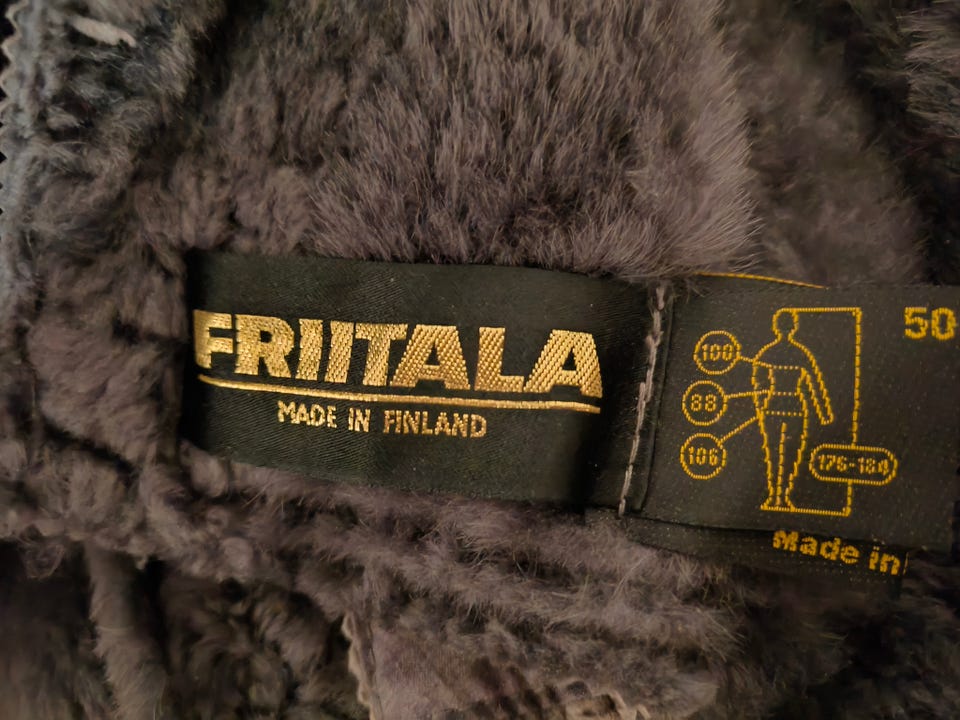 FRIITALA
MADE IN FINLAND
50
100
88
106
176-184
Made in